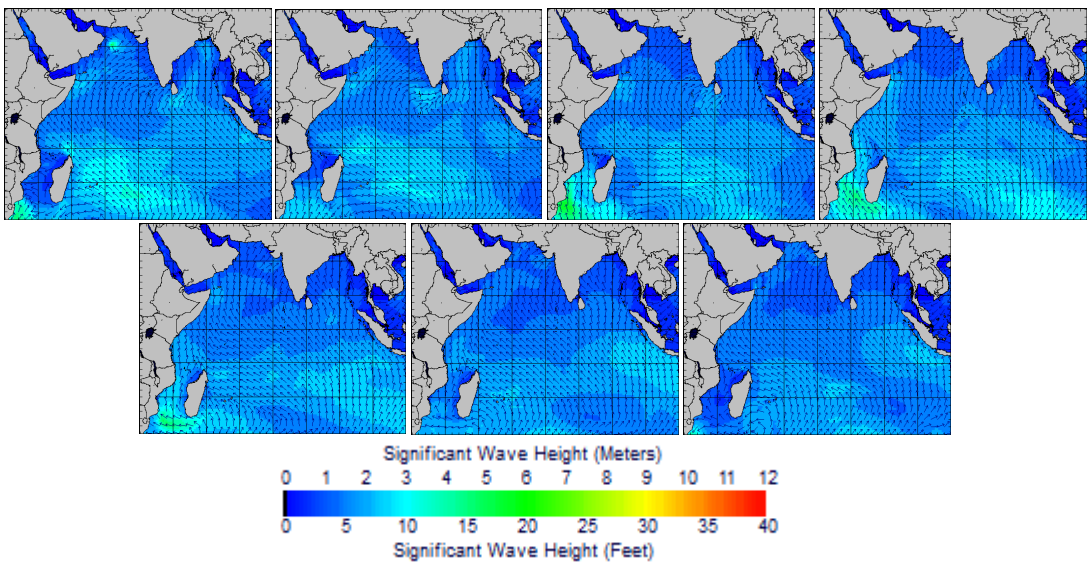 Significant Wave Height (Meters)
0 1 2 3 4 5 6 7 8 9 10 11 12
0 5 10 15 20 25 30 35 40
Significant Wave Height (Feet)